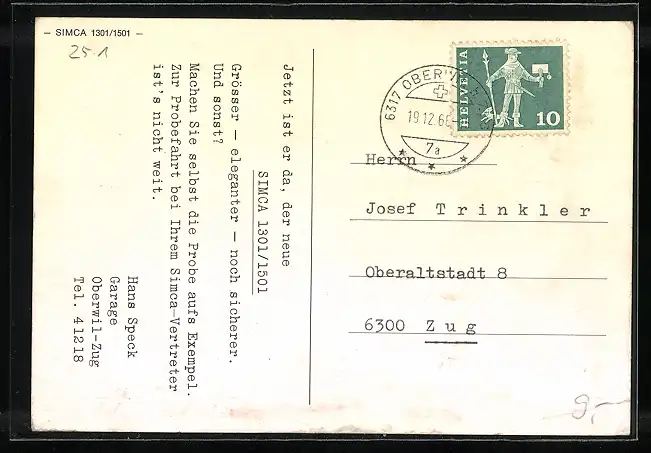 – SIMCA 1301/1501 –
25.1
Jetzt ist er da, der neue
SIMCA 1301/1501
Grösser – eleganter – noch sicherer.
Und sonst?
Machen Sie selbst die Probe aufs Exempel.
Zur Probefahrt bei Ihrem Simca-Vertreter
ist's nicht weit.
Hans Speck
Garage
Oberwil-Zug
Tel. 41218
6317 OBERWIL
19.12.66
7a
HELVETIA
10
Herrn
Josef Trinkler
Oberaltstadt 8
6300 Zug
9,-